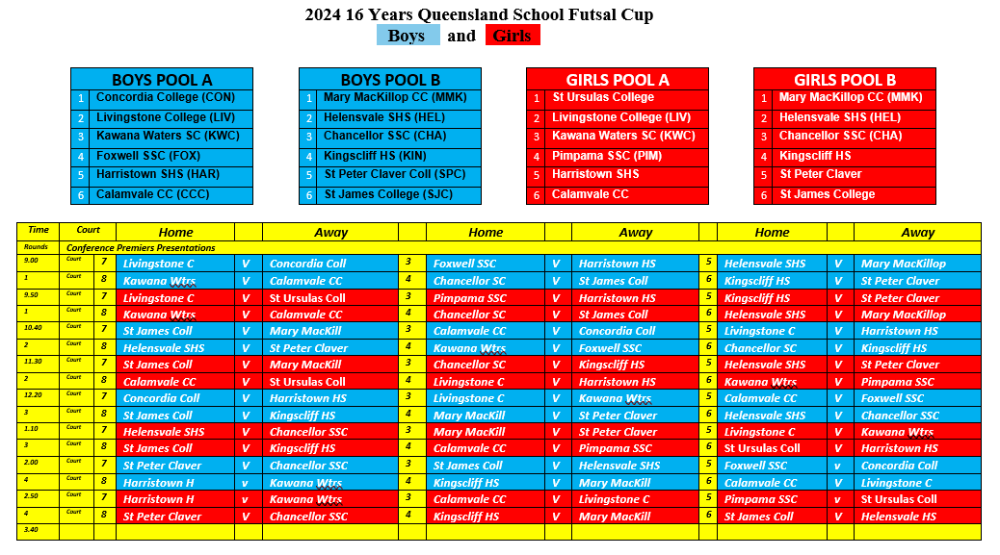 2024 16 Years Queensland School Futsal Cup
Boys and Girls
BOYS POOL A BOYS POOL B GIRLS POOL A GIRLS POOL B
1 Concordia College (CON) 1 Mary MacKillop CC (MMK) 1 St Ursulas College 1 Mary MacKillop CC (MMK)
2 Livingstone College (LIV) 2 Helensvale SHS (HEL) 2 Livingstone College (LIV) 2 Helensvale SHS (HEL)
3 Kawana Waters SC (KWC) 3 Chancellor SSC (CHA) 3 Kawana Waters SC (KWC) 3 Chancellor SSC (CHA)
4 Foxwell SSC (FOX) 4 Kingscliff HS (KIN) 4 Pimpama SSC (PIM) 4 Kingscliff HS
5 Harristown SHS (HAR) 5 St Peter Claver Coll (SPC) 5 Harristown SHS 5 St Peter Claver
6 Calamvale CC (CCC) 6 St James College (SJC) 6 Calamvale CC 6 St James College
Time Court Home Away Home Away Home Away
Rounds Conference Premiers Presentations
9.00 Court 7 Livingstone C V Concordia Coll 3 Foxwell SSC V Harristown HS 5 Helensvale SHS V Mary MacKillop
1 Court 8 Kawana Wtrs V Calamvale CC 4 Chancellor SC V St James Coll 6 Kingscliff HS V St Peter Claver
9.50 Court 7 Livingstone C V St Ursulas Coll 3 Pimpama SSC V Harristown HS 5 Kingscliff HS V St Peter Claver
1 Court 8 Kawana Wtrs V Calamvale CC 4 Chancellor SC V St James Coll 6 Helensvale SHS V Mary MacKillop
10.40 Court 7 St James Coll V Mary MacKill 3 Calamvale CC V Concordia Coll 5 Livingstone C V Harristown HS
2 Court 8 Helensvale SHS V St Peter Claver 4 Kawana Wtrs V Foxwell SSC 6 Chancellor SC V Kingscliff HS
11.30 Court 7 St James Coll V Mary MacKill 3 Chancellor SC V Kingscliff HS 5 Helensvale SHS V St Peter Claver
2 Court 8 Calamvale CC V St Ursulas Coll 4 Livingstone C V Harristown HS 6 Kawana Wtrs V Pimpama SSC
12.20 Court 7 Concordia Coll V Harristown HS 3 Livingstone C V Kawana Wtrs 5 Calamvale CC V Foxwell SSC
3 Court 8 St James Coll V Kingscliff HS 4 Mary MacKill V St Peter Claver 6 Helensvale SHS V Chancellor SSC
1.10 Court 7 Helensvale SHS V Chancellor SSC 3 Mary MacKill V St Peter Claver 5 Livingstone C V Kawana Wtrs
3 Court 8 St James Coll V Kingscliff HS 4 Calamvale CC V Pimpama SSC 6 St Ursulas Coll V Harristown HS
2.00 Court 7 St Peter Claver V Chancellor SSC 3 St James Coll V Helensvale SHS 5 Foxwell SSC v Concordia Coll
4 Court 8 Harristown H v Kawana Wtrs 4 Kingscliff HS V Mary MacKill 6 Calamvale CC V Livingstone C
2.50 Court 7 Harristown H v Kawana Wtrs 3 Calamvale CC V Livingstone C 5 Pimpama SSC v St Ursulas Coll
4 Court 8 St Peter Claver V Chancellor SSC 4 Kingscliff HS V Mary MacKill 6 St James Coll V Helensvale HS
3.40